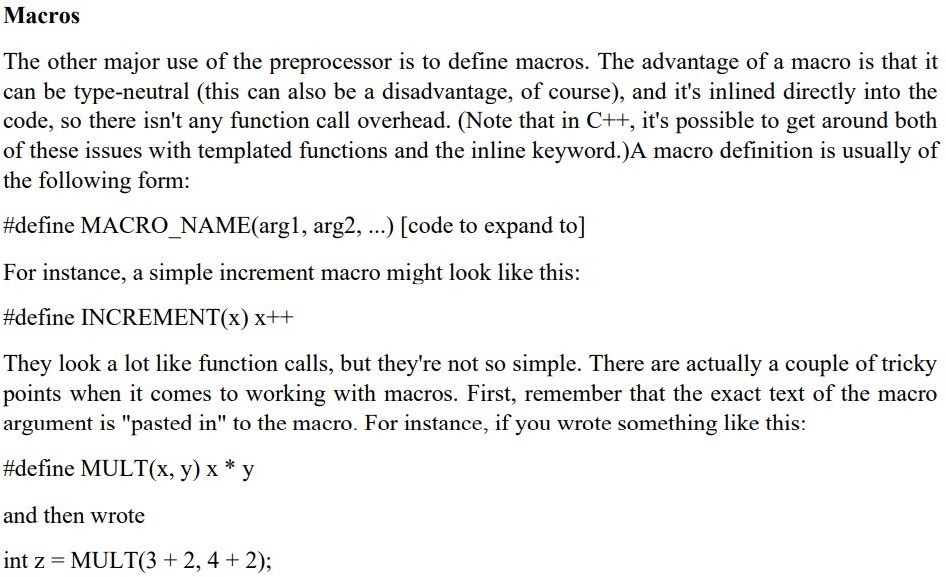 Macros
The other major use of the preprocessor is to define macros. The advantage of a macro is that it
can be type-neutral (this can also be a disadvantage, of course), and it's inlined directly into the
code, so there isn't any function call overhead. (Note that in C++, it's possible to get around both
of these issues with templated functions and the inline keyword.)A macro definition is usually of
the following form:
#define MACRO_NAME(arg1, arg2, ...) [code to expand to]
For instance, a simple increment macro might look like this:
#define INCREMENT(x) x++
They look a lot like function calls, but they're not so simple. There are actually a couple of tricky
points when it comes to working with macros. First, remember that the exact text of the macro
argument is "pasted in" to the macro. For instance, if you wrote something like this:
#define MULT(x, y) x * y
and then wrote
int z = MULT(3 + 2, 4 + 2);